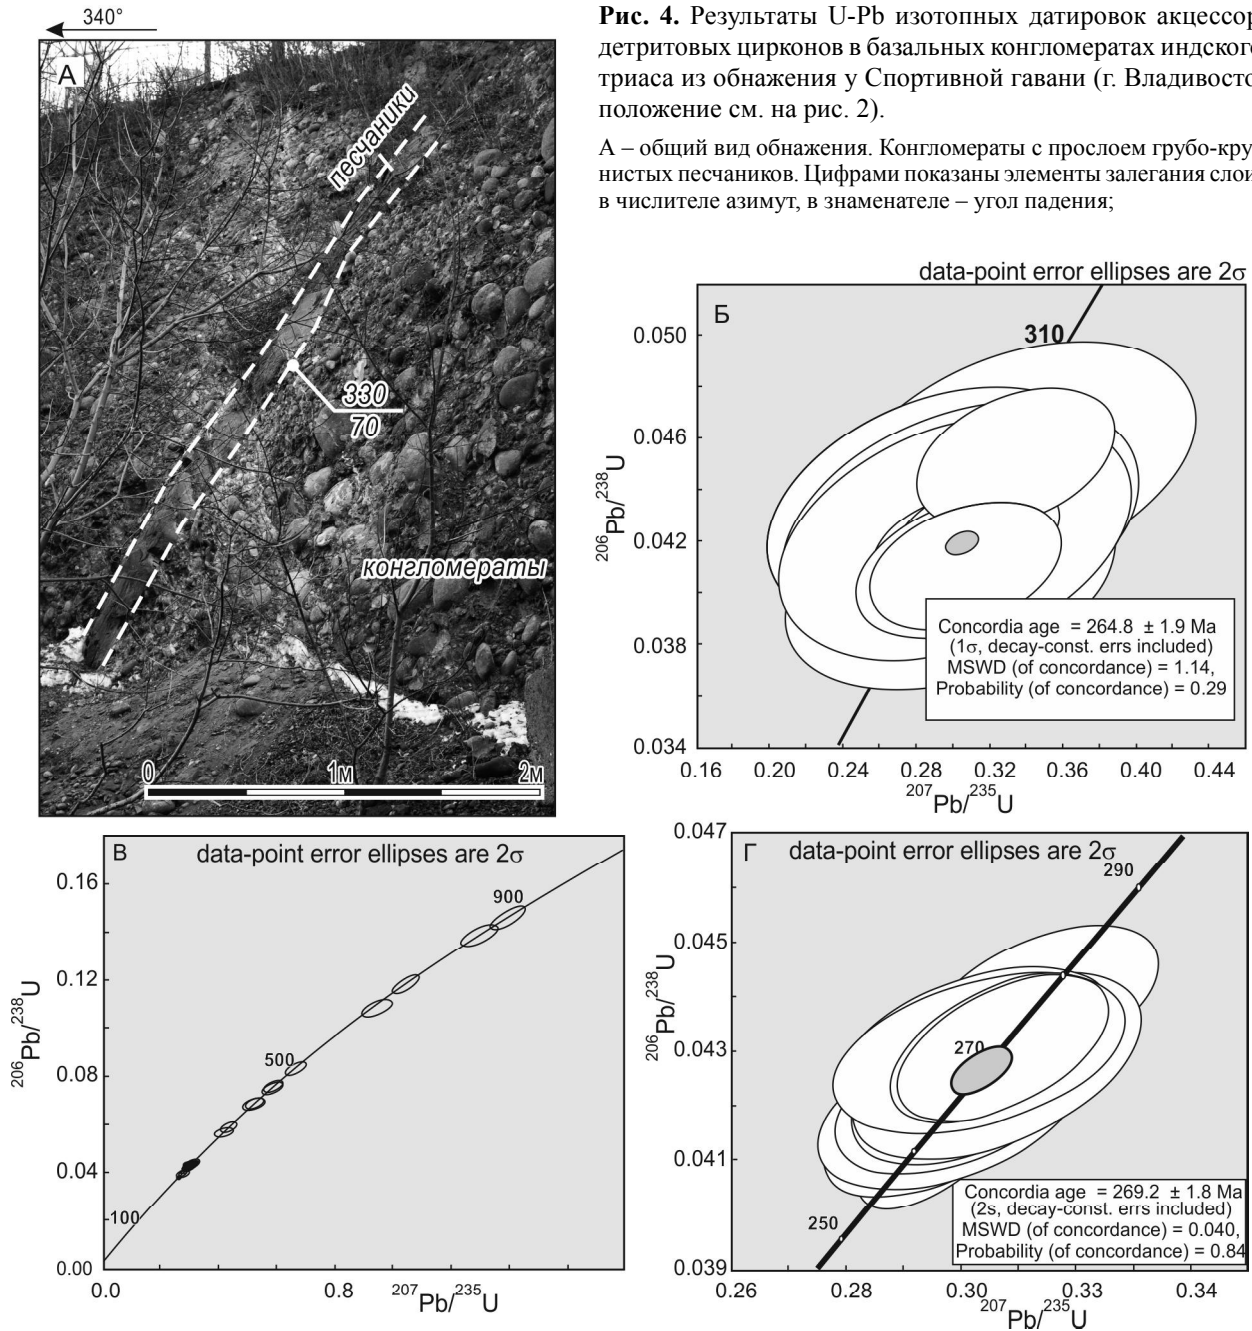 340°
Рис. 4. Результаты U-Pb изотопных датировок акцессор
детритовых цирконов в базальных конгломератах индского
триаса из обнажения у Спортивной гавани (г. Владивосто
положение см. на рис. 2).
А – общий вид обнажения. Конгломераты с прослоем грубо-кру
нистых песчаников. Цифрами показаны элементы залегания слои
в числителе азимут, в знаменателе – угол падения;
А
песчаники
330
70
конгломераты
0 1м 2м
data-point error ellipses are 2σ
Б
310
0.050
0.046
0.042
0.038
0.034
206Pb/238U
Concordia age = 264.8 ± 1.9 Ma
(1σ, decay-const. errs included)
MSWD (of concordance) = 1.14,
Probability (of concordance) = 0.29
0.16 0.20 0.24 0.28 0.32 0.36 0.40 0.44
207Pb/235U
В
data-point error ellipses are 2σ
900
500
100
0.16
0.12
0.08
0.04
0.00
206Pb/238U
0.0 0.8 207Pb/235U
Г data-point error ellipses are 2σ
290
270
250
0.047
0.045
0.043
0.041
0.039
206Pb/238U
Concordia age = 269.2 ± 1.8 Ma
(2s, decay-const. errs included)
MSWD (of concordance) = 0.040,
Probability (of concordance) = 0.84
0.26 0.28 0.30 0.33 0.34
207Pb/235U